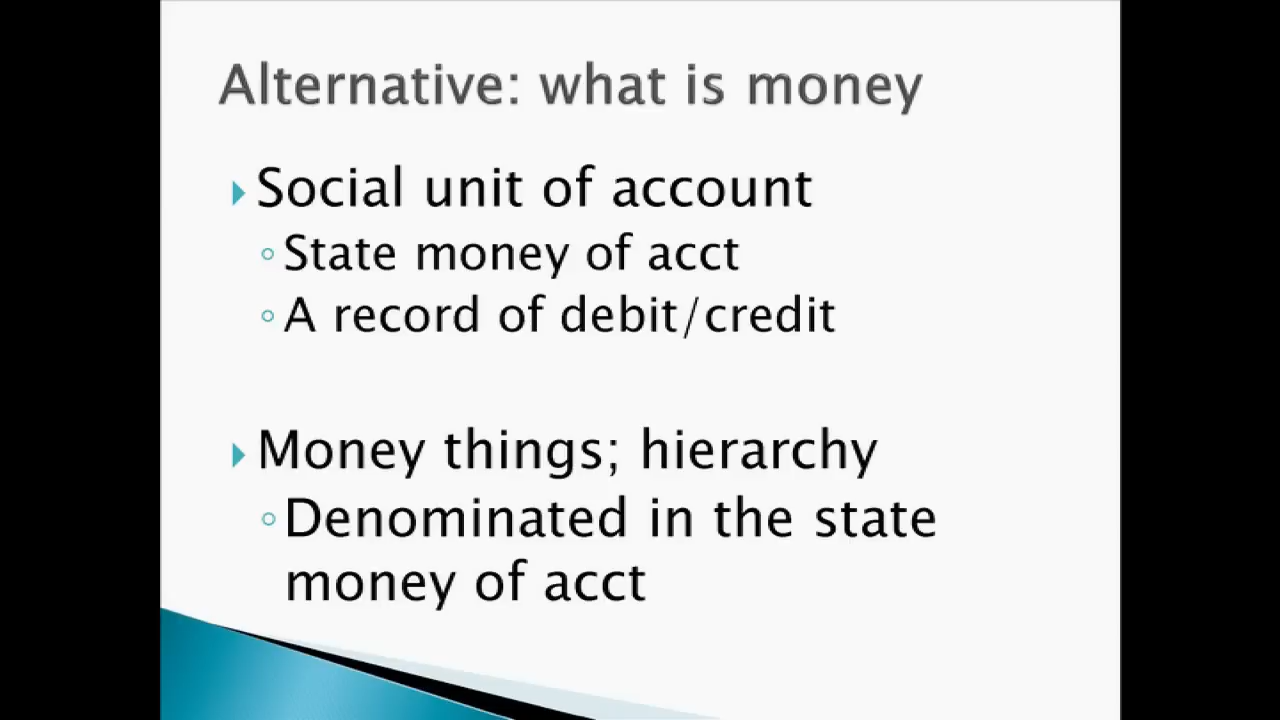 Alternative: what is money
Social unit of account
State money of acct
A record of debit/credit
Money things; hierarchy
Denominated in the state
money of acct